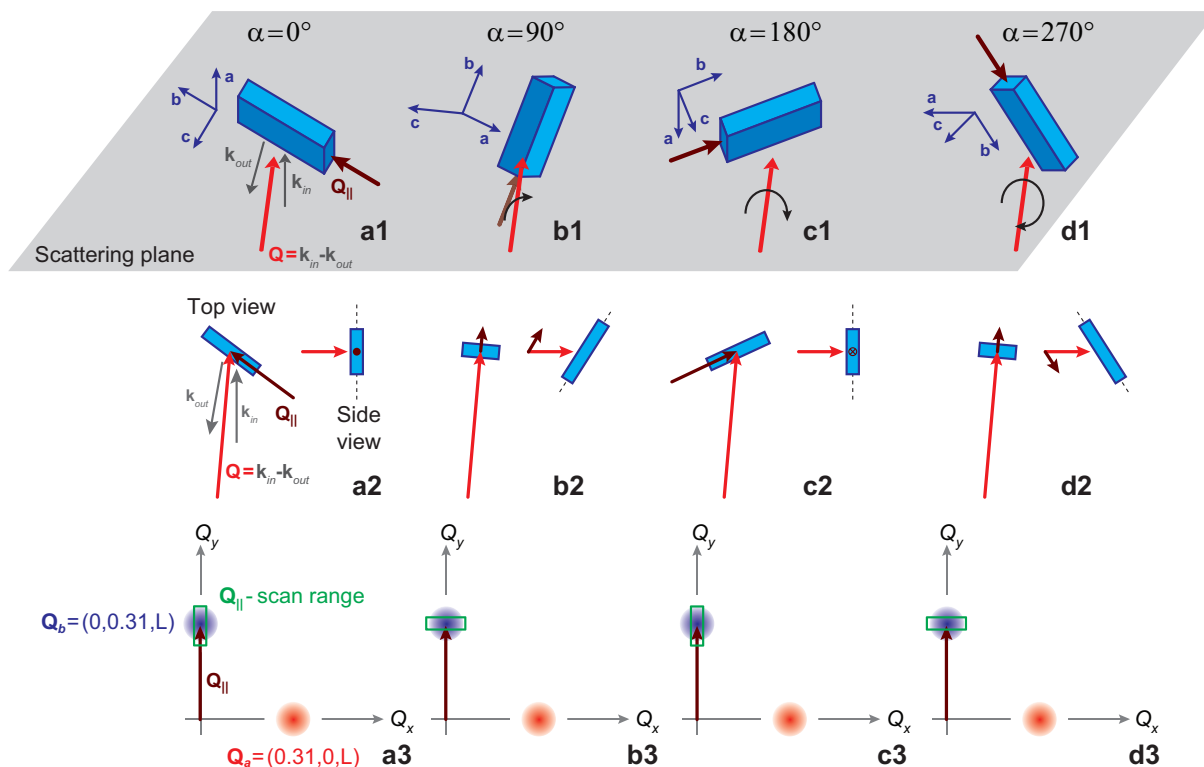 α=0° α=90° α=180° α=270°
a b c
b c a
b c a
a c b
k_out k_in Q_||
Q=k_in-k_out
a1 b1 c1 d1
Scattering plane
Top view
k_out k_in Q_||
Side
view
Q=k_in-k_out
a2 b2 c2 d2
Q_y Q_y Q_y Q_y
Q_||-scan range
Q_b=(0,0.31,L)
Q_||
Q_x Q_x Q_x Q_x
Q_a=(0.31,0,L)
a3 b3 c3 d3